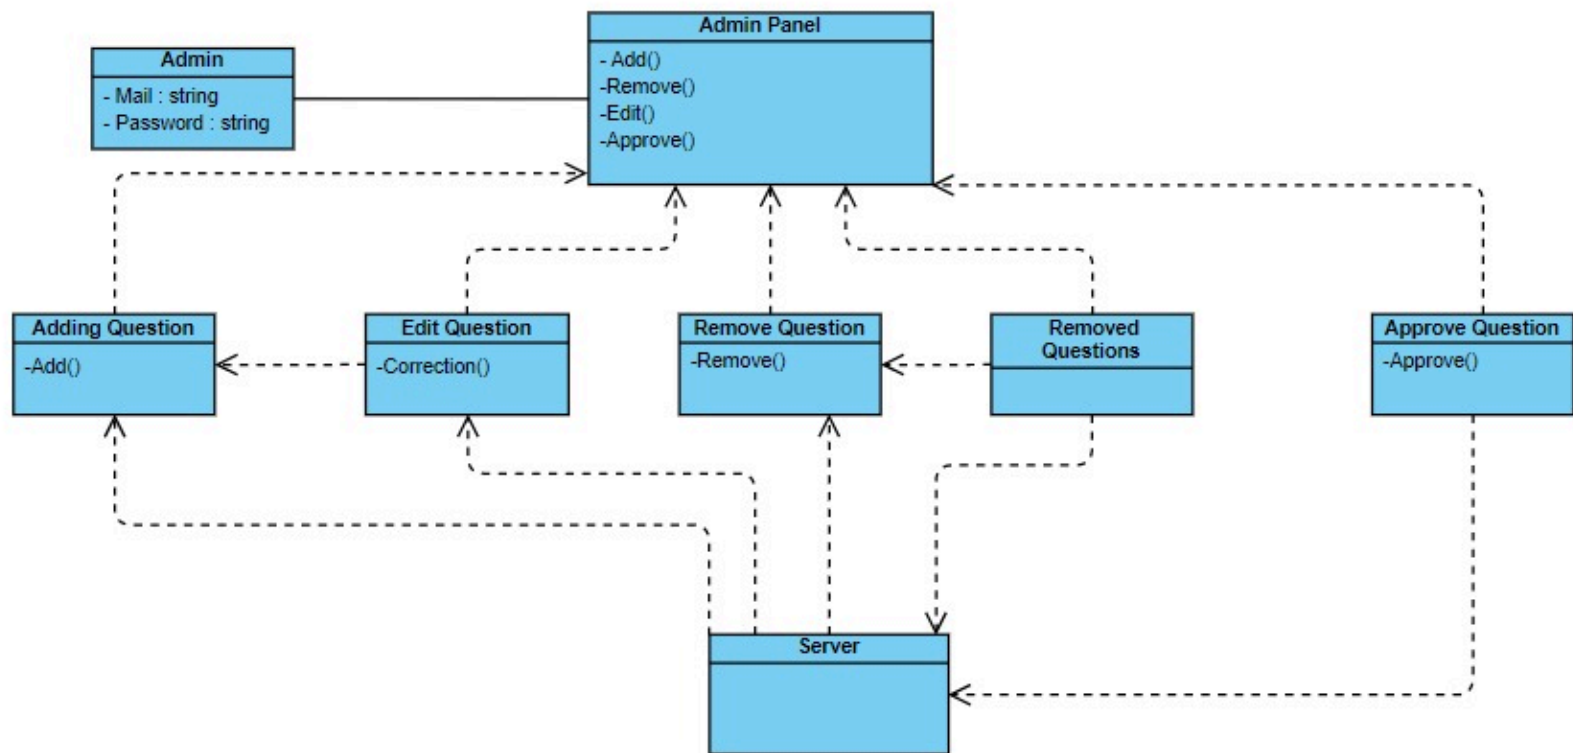 Admin Panel
- Add()
-Remove()
-Edit()
-Approve()
Admin
- Mail : string
- Password : string
Adding Question
-Add()
Edit Question
-Correction()
Remove Question
-Remove()
Removed
Questions
Approve Question
-Approve()
Server